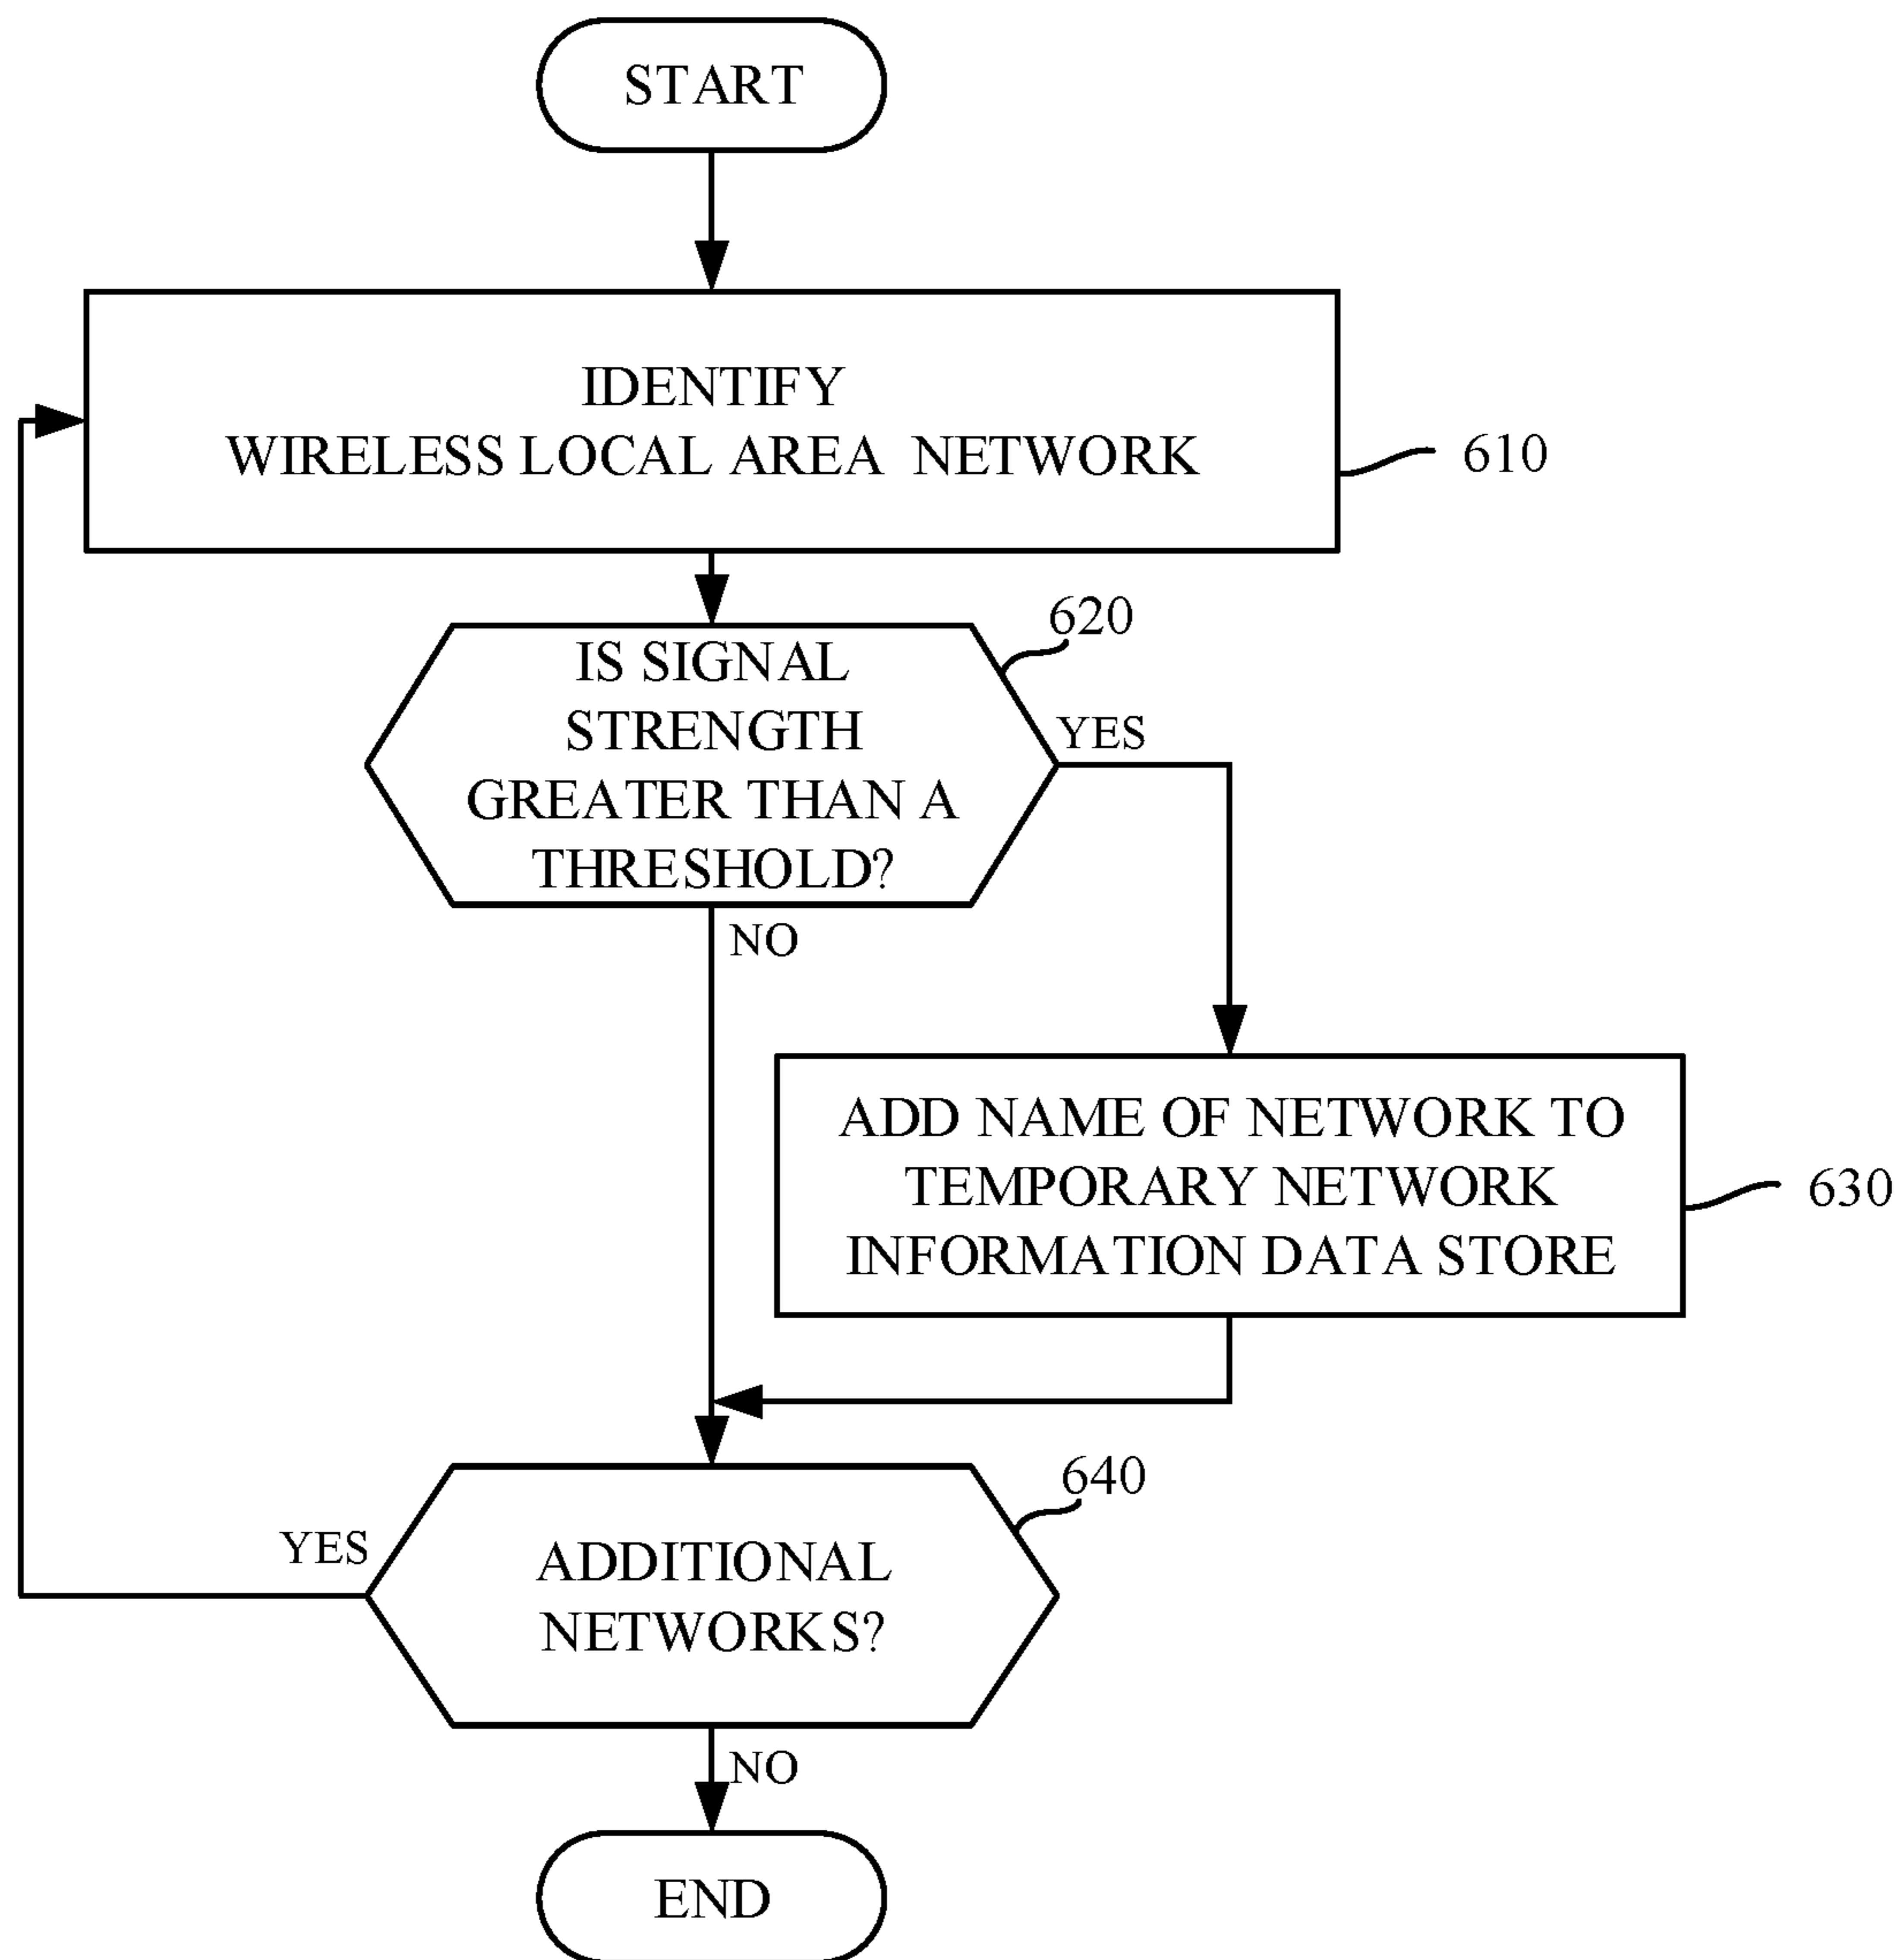 START
IDENTIFY
WIRELESS LOCAL AREA NETWORK
610
620
IS SIGNAL
STRENGTH
GREATER THAN A
THRESHOLD?
YES
NO
ADD NAME OF NETWORK TO
TEMPORARY NETWORK
INFORMATION DATA STORE
630
640
YES
ADDITIONAL
NETWORKS?
NO
END